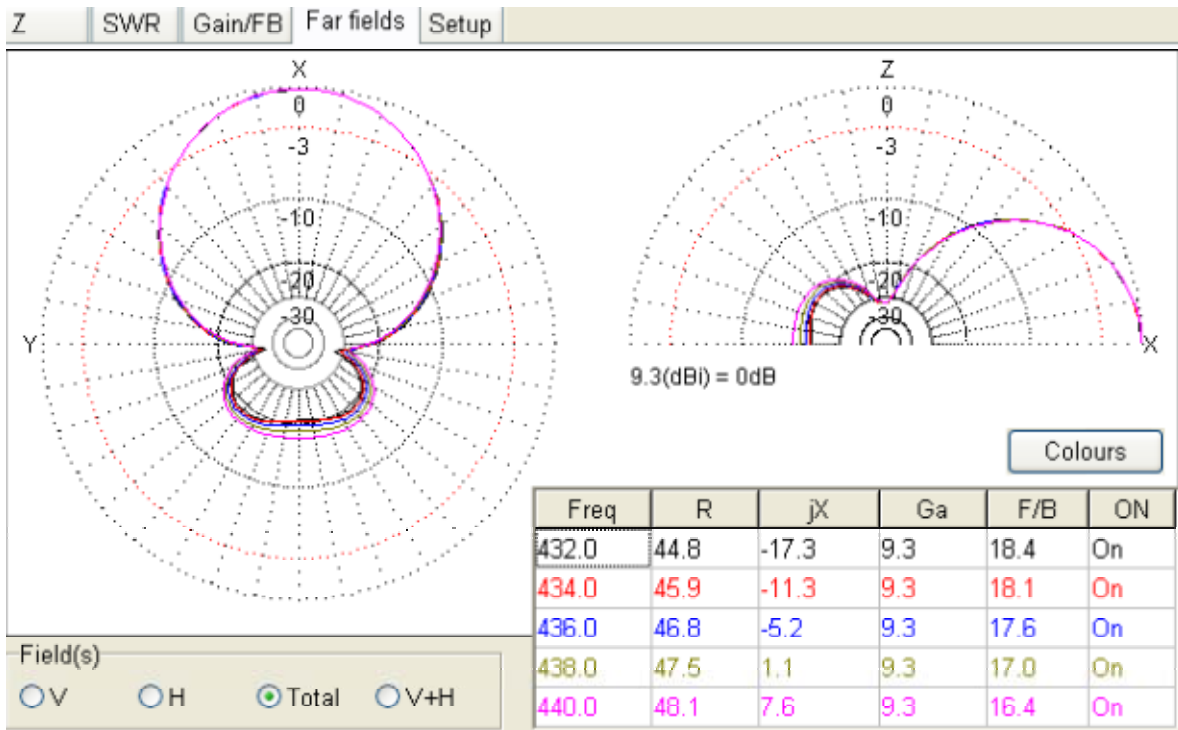 Z SWR Gain/FB Far fields Setup
X
0
-3
-10
-20
-30
Y
Z
0
-3
-10
-20
-30
X
9.3(dBi) = 0dB
Colours
Freq R jX Ga F/B ON
432.0 44.8 -17.3 9.3 18.4 On
434.0 45.9 -11.3 9.3 18.1 On
436.0 46.8 -5.2 9.3 17.6 On
438.0 47.5 1.1 9.3 17.0 On
440.0 48.1 7.6 9.3 16.4 On
Field(s)
V H Total V+H